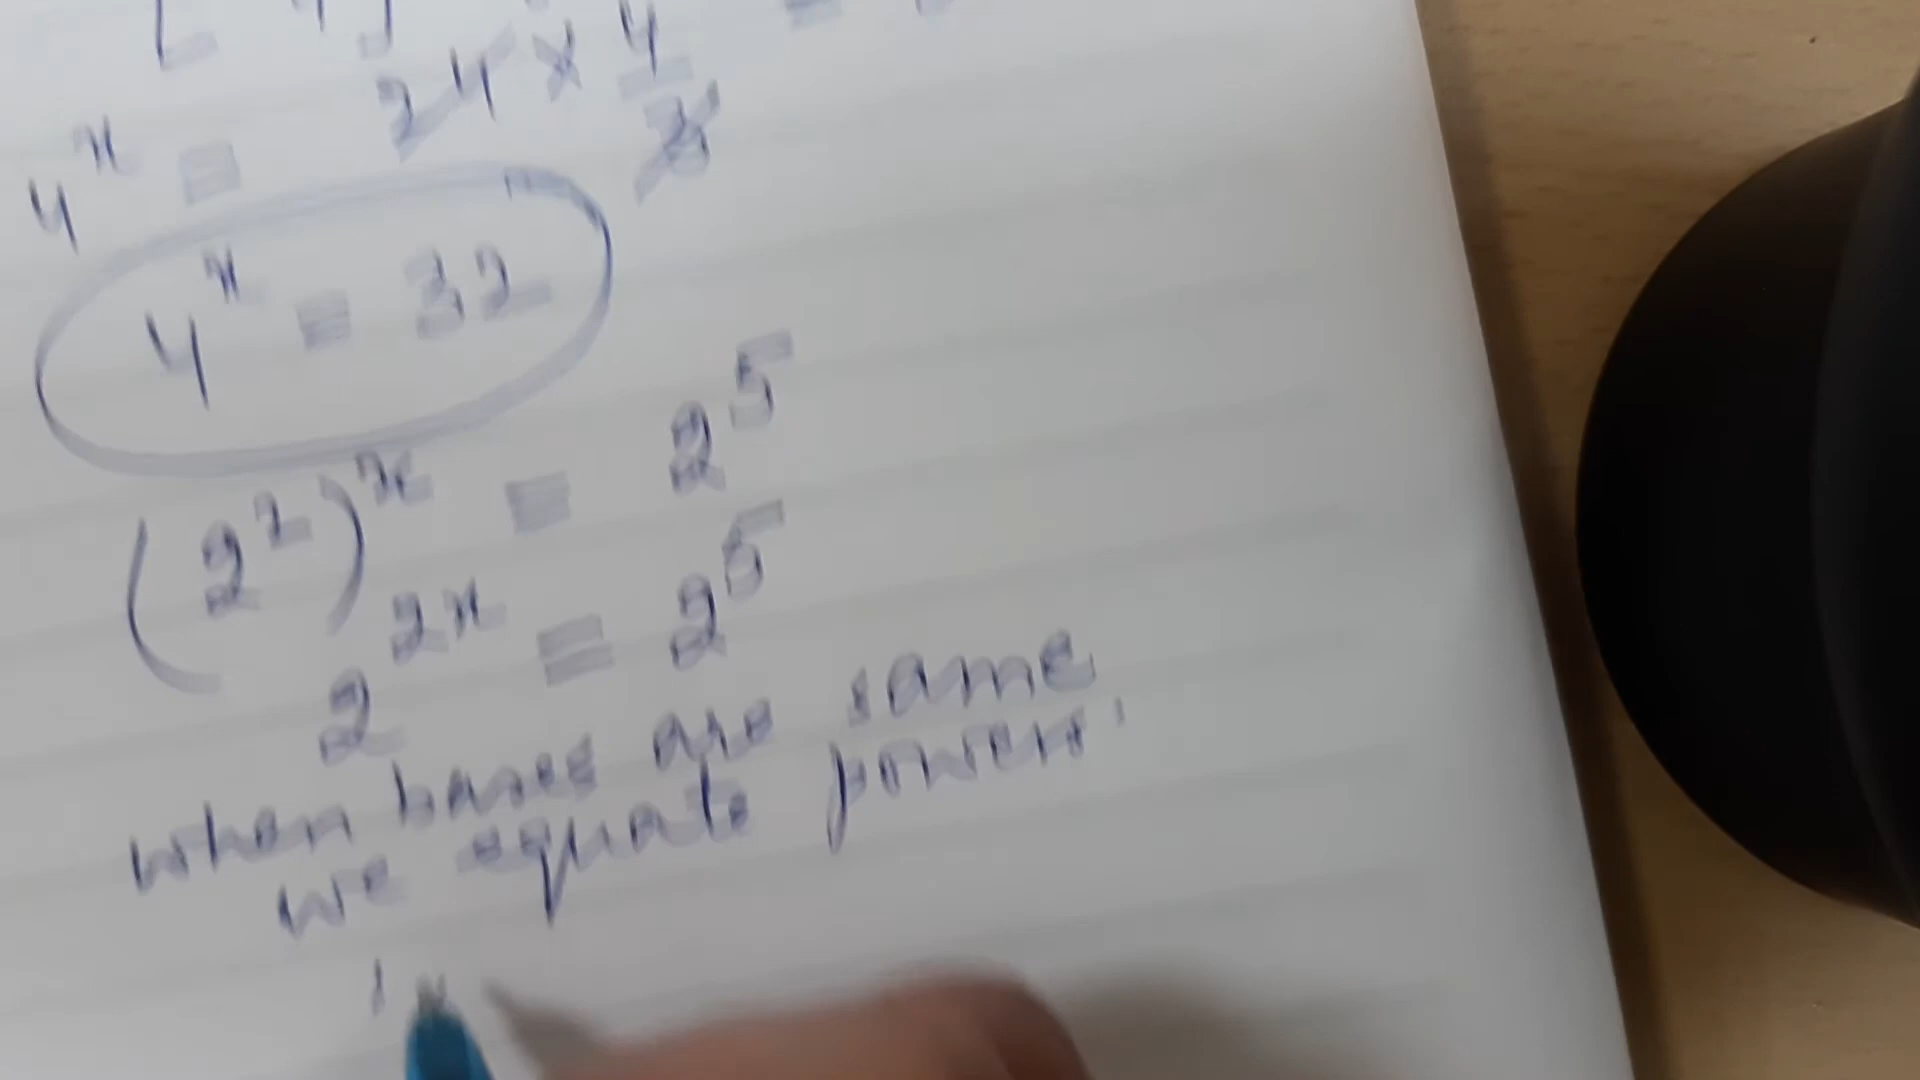 4^x = 24 × 4/3
4^x = 32
(2^2)^x = 2^5
2^2x = 2^5
when bases are same
we equate powers.